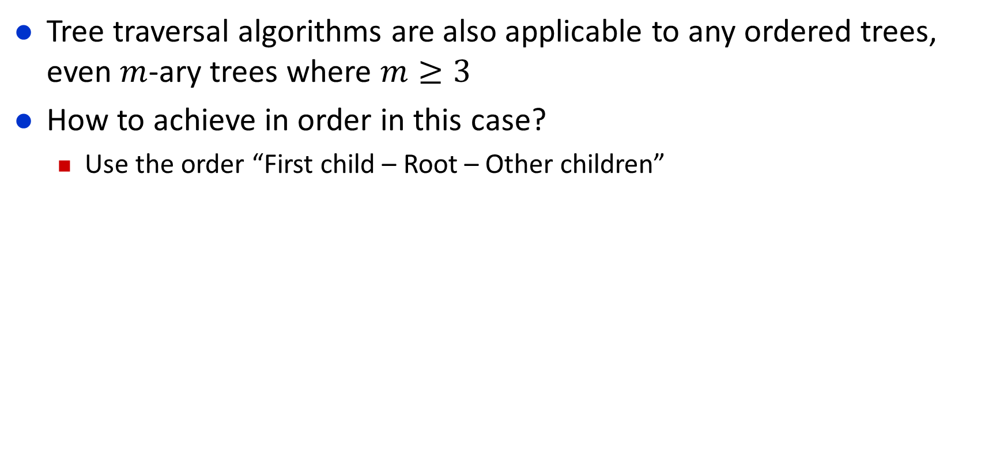 ● Tree traversal algorithms are also applicable to any ordered trees,
even m-ary trees where m ≥ 3
● How to achieve in order in this case?
■ Use the order “First child – Root – Other children”